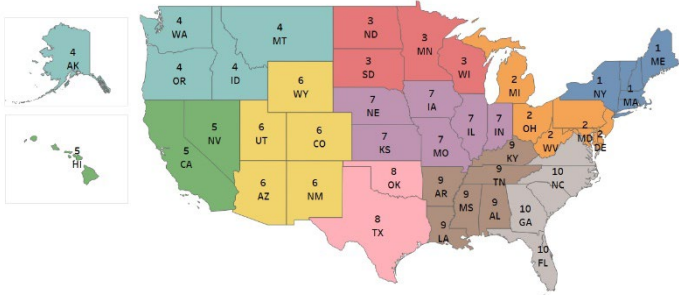 4
AK
5
HI
4
WA
4
OR
4
ID
4
MT
5
CA
5
NV
6
WY
6
UT
6
CO
6
AZ
6
NM
3
ND
3
SD
3
MN
3
WI
7
NE
7
KS
7
IA
7
MO
7
IL
7
IN
8
OK
8
TX
2
MI
2
OH
2
WV
2
MD
2
DE
1
NY
1
MA
1
ME
9
KY
9
TN
9
AR
9
LA
9
MS
9
AL
10
NC
10
GA
10
FL